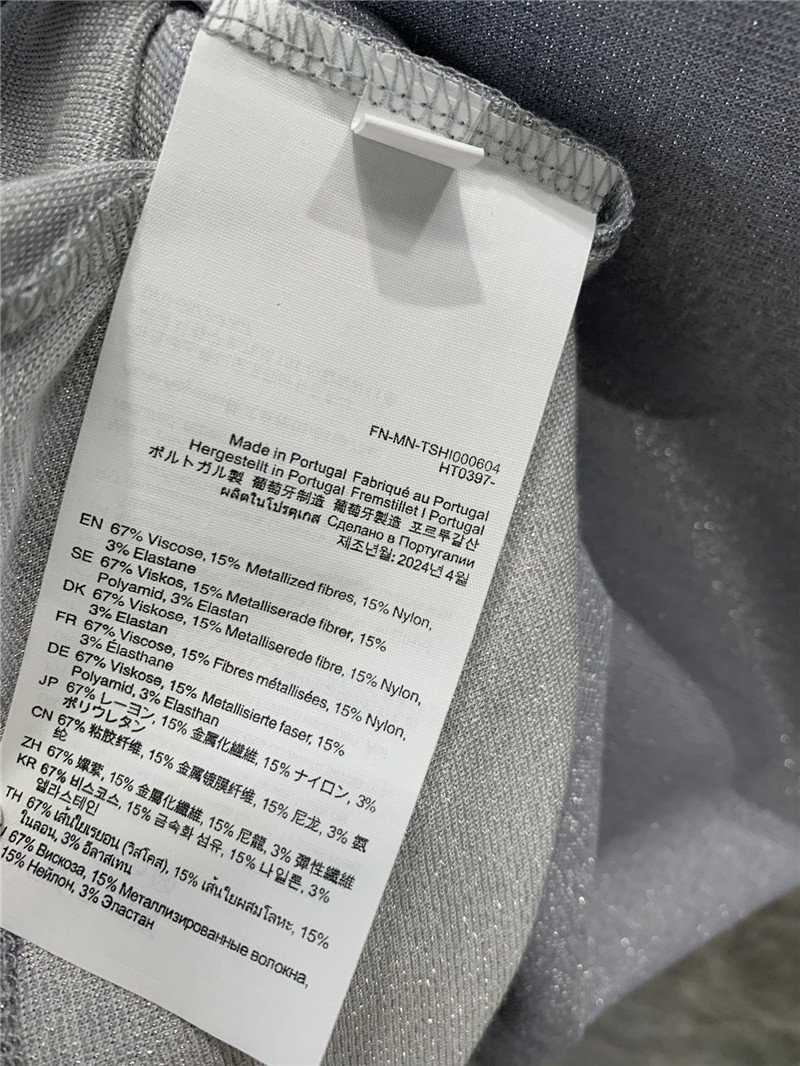 FN-MN-TSHI000604
HT0397-
Made in Portugal Fabriqué au Portugal
Hergestellt in Portugal Fremstillet I Portugal
ポルトガル製 葡萄牙制造 葡萄牙製造 포르투갈산
ผลิตในโปรตุเกส Сделано в Португалии
제조년월: 2024년 4월
EN 67% Viscose, 15% Metallized fibres, 15% Nylon,
3% Elastane
SE 67% Viskos, 15% Metalliserade fibrer, 15%
Polyamid, 3% Elastan
DK 67% Viskose, 15% Metalliserede fibre, 15% Nylon,
3% Elastan
FR 67% Viscose, 15% Fibres métallisées, 15% Nylon,
3% Élasthane
DE 67% Viskose, 15% Metallisierte faser, 15%
Polyamid, 3% Elasthan
JP 67% レーヨン, 15% 金属化繊維, 15% ナイロン, 3%
ポリウレタン
CN 67% 粘胶纤维, 15% 金属镀膜纤维, 15% 尼龙, 3% 氨
纶
ZH 67% 嫘縈, 15% 金屬化纖維, 15% 尼龍, 3% 彈性纖維
KR 67% 비스코스, 15% 금속화 섬유, 15% 나일론, 3%
엘라스테인
TH 67% เส้นใยเรยอน (วิสโคส), 15% เส้นใยผสมโลหะ, 15%
ไนลอน, 3% อีลาสเทน
67% Вискоза, 15% Металлизированные волокна,
15% Нейлон, 3% Эластан